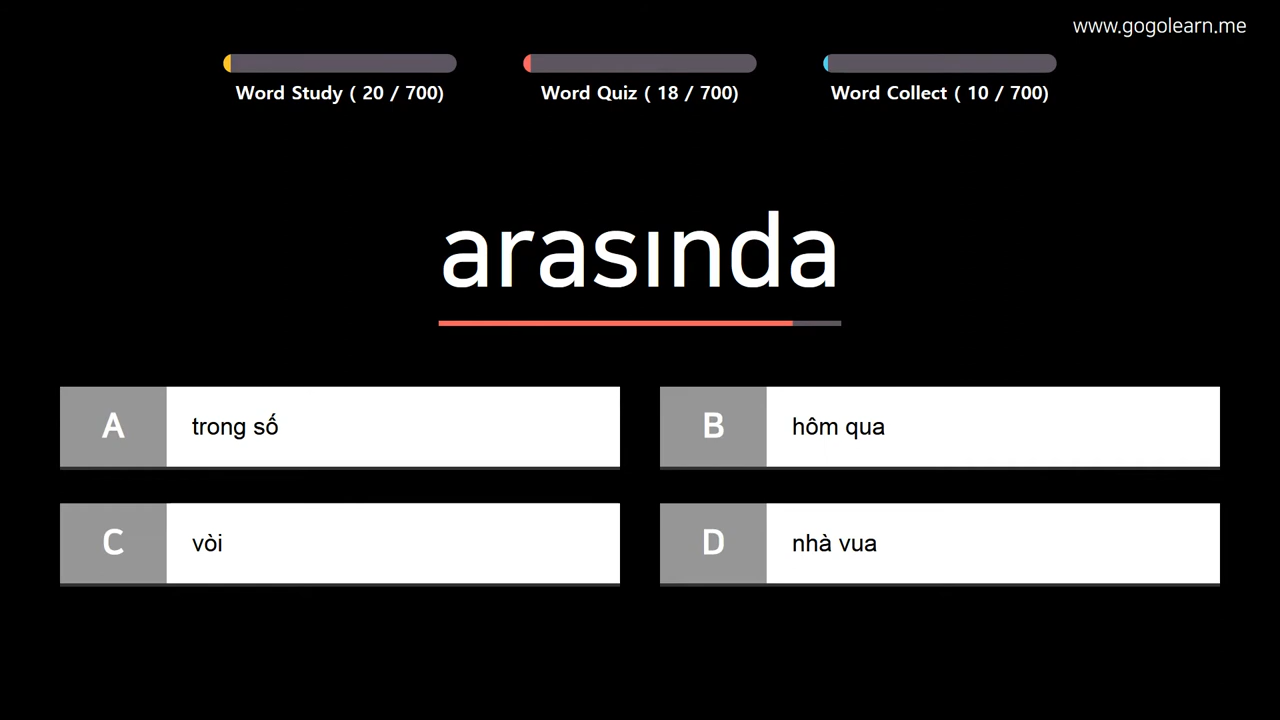 www.gogolearn.me
Word Study ( 20 / 700)
Word Quiz ( 18 / 700)
Word Collect ( 10 / 700)
arasında
A trong số
B hôm qua
C vòi
D nhà vua